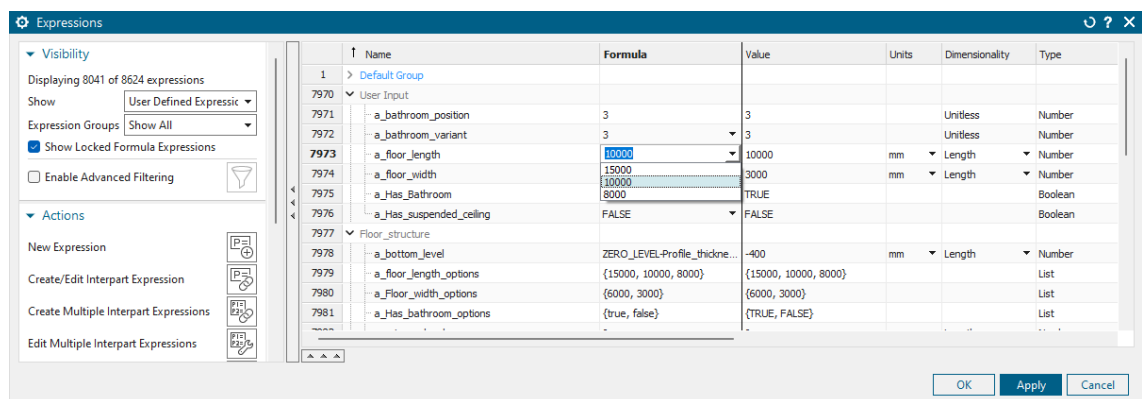 Expressions
Visibility
Displaying 8041 of 8624 expressions
Show User Defined Expressic
Expression Groups Show All
Show Locked Formula Expressions
Enable Advanced Filtering
Actions
New Expression
Create/Edit Interpart Expression
Create Multiple Interpart Expressions
Edit Multiple Interpart Expressions
Name Formula Value Units Dimensionality Type
1 Default Group
7970 User Input
7971 a_bathroom_position 3 3 Unitless Number
7972 a_bathroom_variant 3 3 Unitless Number
7973 a_floor_length 10000 10000 mm Length Number
7974 a_floor_width 15000 3000 mm Length Number
10000
7975 a_Has_Bathroom 8000 TRUE Boolean
7976 a_Has_suspended_ceiling FALSE FALSE Boolean
7977 Floor_structure
7978 a_bottom_level ZERO_LEVEL-Profile_thickne... -400 mm Length Number
7979 a_floor_length_options {15000, 10000, 8000} {15000, 10000, 8000} List
7980 a_Floor_width_options {6000, 3000} {6000, 3000} List
7981 a_Has_bathroom_options {true, false} {TRUE, FALSE} List
OK Apply Cancel